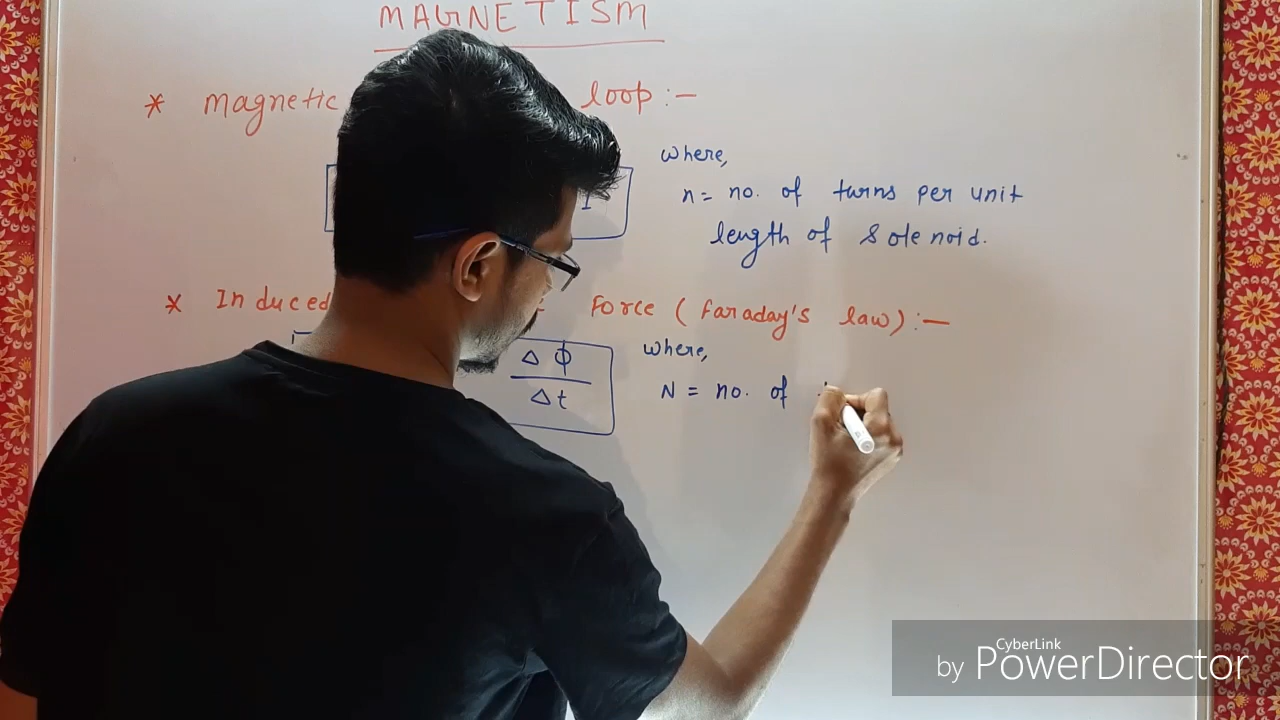 MAGNETISM
* magnetic loop :-
I
where,
n = no. of turns per unit
length of Solenoid.
* Induced Force ( Faraday's law) :-
Δ Φ
Δt
where,
N = no. of
CyberLink
by PowerDirector